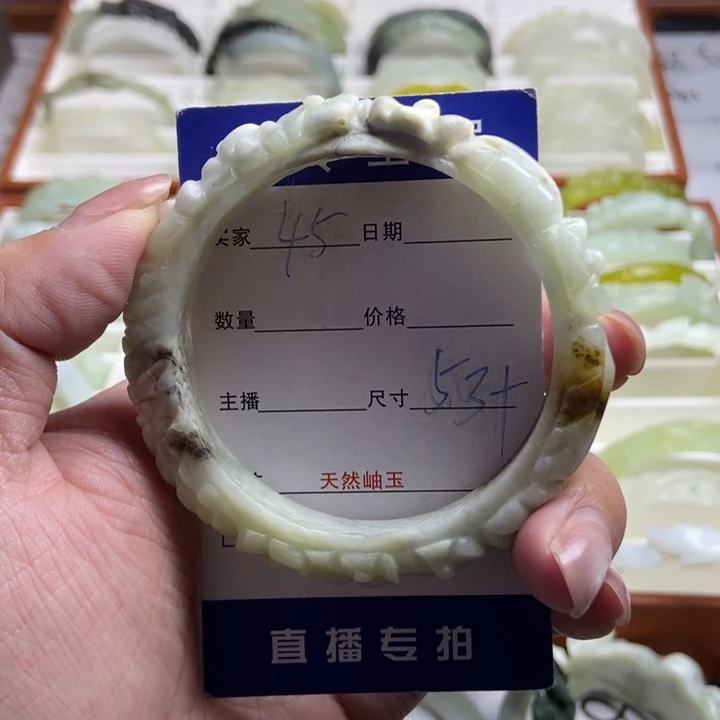 买家 45 日期
数量 价格
主播 尺寸 53+
天然岫玉
直播专拍